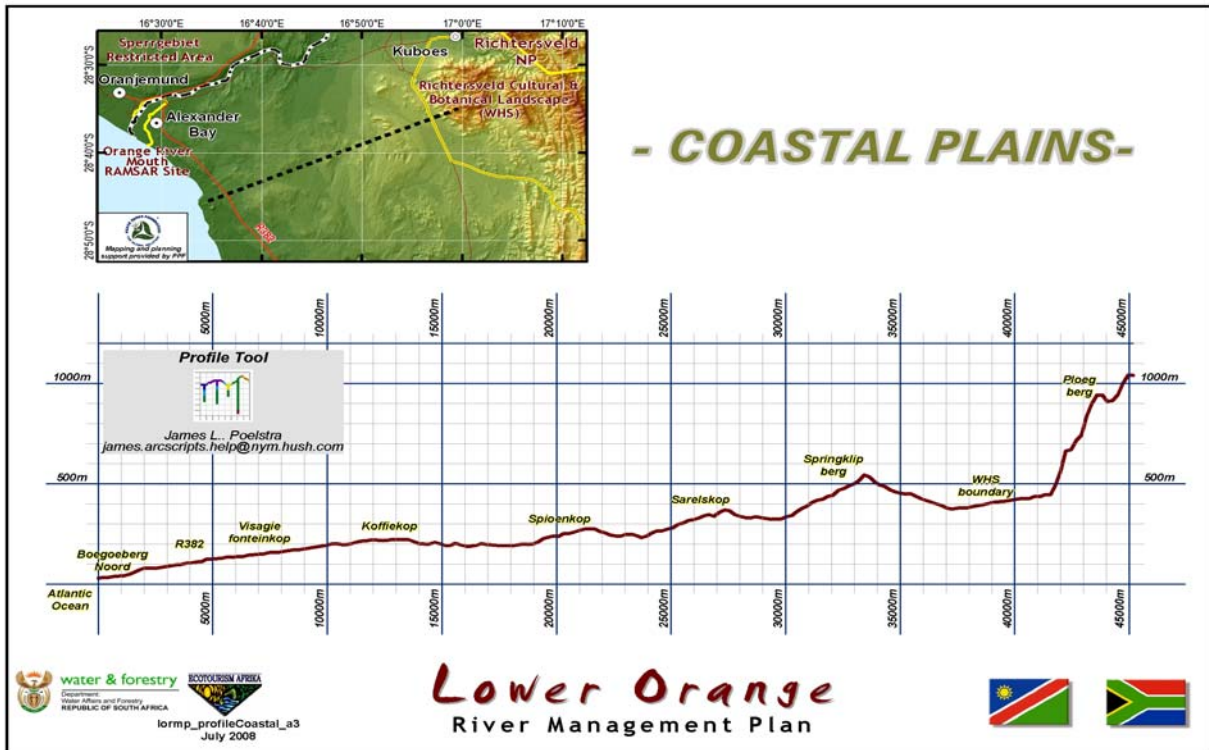 16°30'0"E
16°40'0"E
16°50'0"E
17°0'0"E
17°10'0"E
28°30'0"S
28°40'0"S
28°50'0"S
Sperrgebiet
Restricted Area
Oranjemund
Alexander
Bay
Orange River
Mouth
RAMSAR Site
Kuboes
Richtersveld
NP
Richtersveld Cultural &
Botanical Landscape
(WHS)
R382
Mapping and planning
support provided by PPF
- COASTAL PLAINS-
5000m
10000m
15000m
20000m
25000m
30000m
35000m
40000m
45000m
Profile Tool
James L.. Poelstra
james.arcscripts.help@nym.hush.com
1000m
1000m
500m
500m
Ploeg
berg
Springklip
berg
WHS
boundary
Sarelskop
Spioenkop
Koffiekop
Visagie
fonteinkop
R382
Boegoeberg
Noord
Atlantic
Ocean
5000m
10000m
15000m
20000m
25000m
30000m
35000m
40000m
45000m
water & forestry
Department:
Water Affairs and Forestry
REPUBLIC OF SOUTH AFRICA
ECOTOURISM AFRIKA
lormp_profileCoastal_a3
July 2008
Lower Orange
River Management Plan